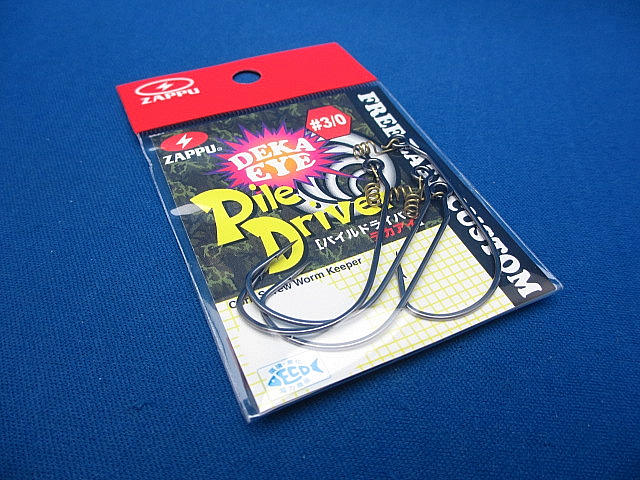 ZAPPU
#3/0
ZAPPU®
DEKA
EYE
Pile
Driver
パイルドライバー
デカアイ
Screw Worm Keeper
FREE
CUSTOM
ECO